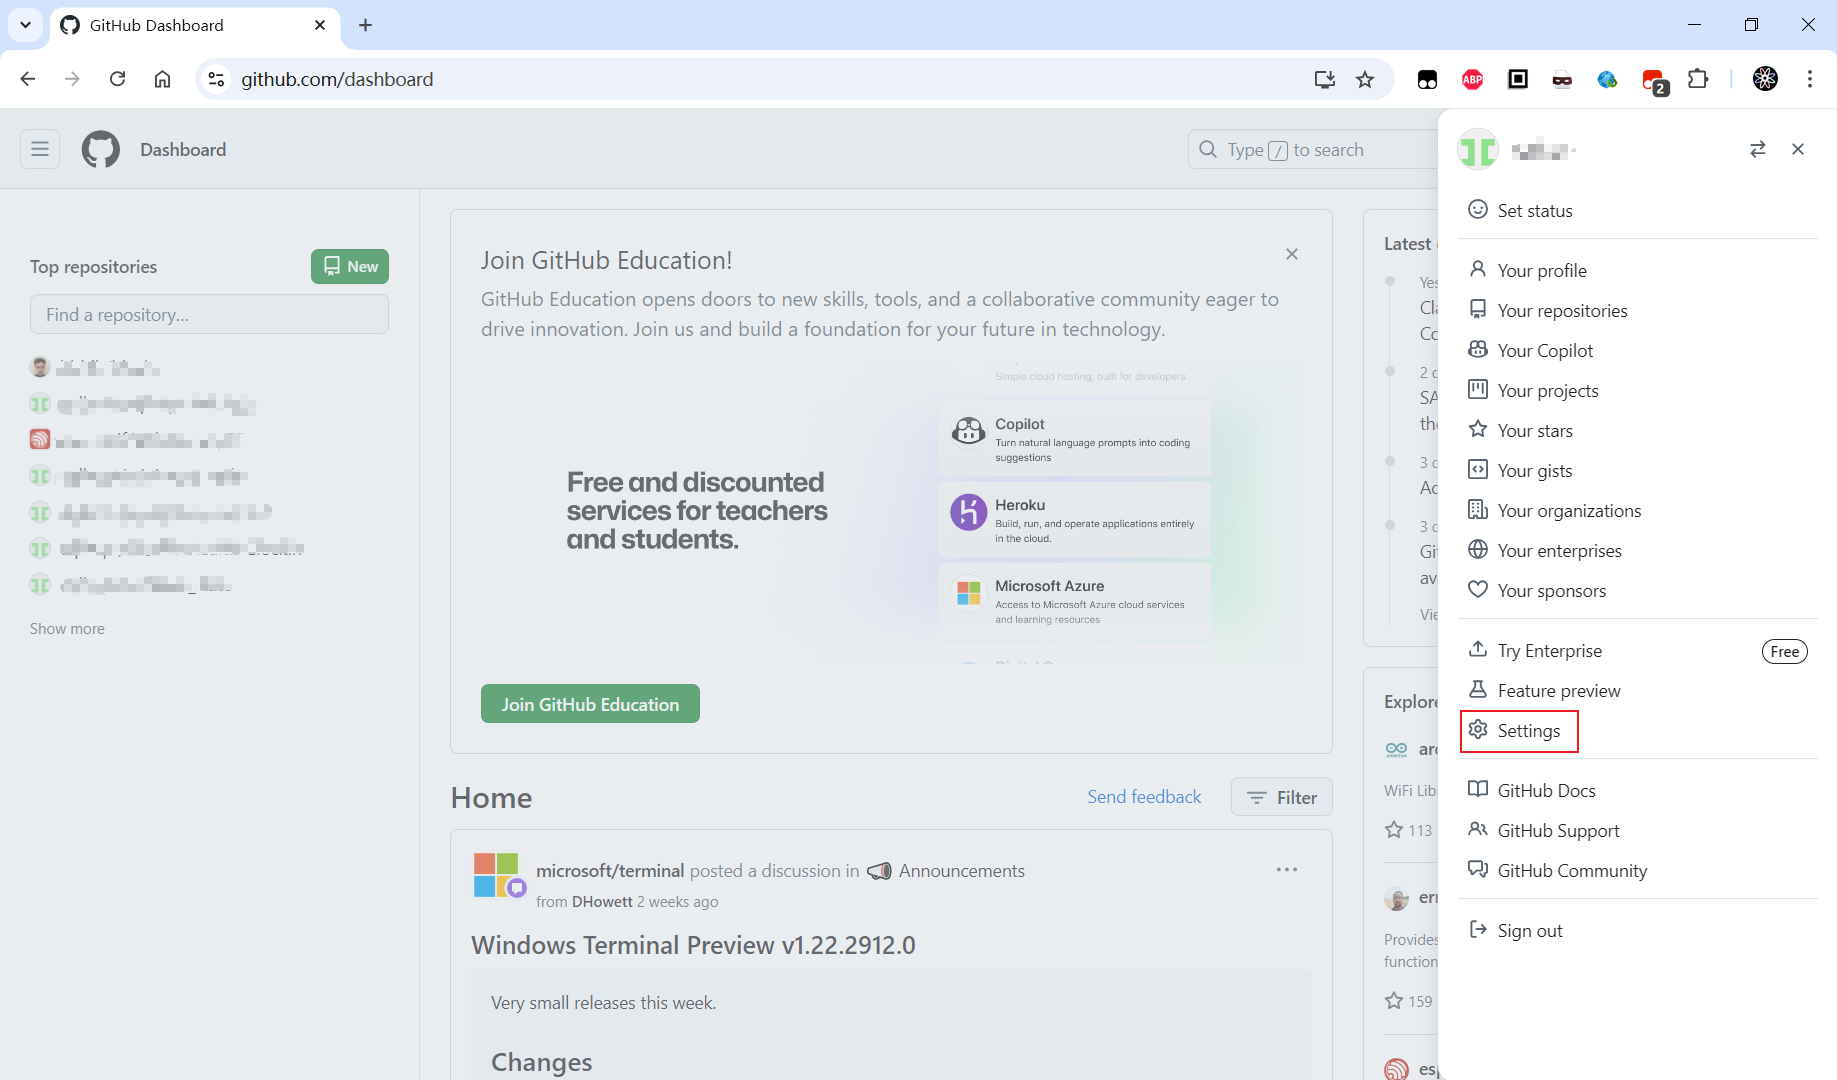 GitHub Dashboard
github.com/dashboard
ABP
2
Dashboard
Type / to search
Top repositories
New
Find a repository...
Show more
Join GitHub Education!
GitHub Education opens doors to new skills, tools, and a collaborative community eager to
drive innovation. Join us and build a foundation for your future in technology.
Free and discounted
services for teachers
and students.
Simple cloud hosting, built for developers
Copilot
Turn natural language prompts into coding
suggestions
Heroku
Build, run, and operate applications entirely
in the cloud.
Microsoft Azure
Access to Microsoft Azure cloud services
and learning resources
Join GitHub Education
Home
Send feedback
Filter
microsoft/terminal posted a discussion in Announcements
from DHowett 2 weeks ago
Windows Terminal Preview v1.22.2912.0
Very small releases this week.
Changes
Latest
Explore
WiFi Lib
113
Provides
function
159
Set status
Your profile
Your repositories
Your Copilot
Your projects
Your stars
Your gists
Your organizations
Your enterprises
Your sponsors
Try Enterprise
Free
Feature preview
Settings
GitHub Docs
GitHub Support
GitHub Community
Sign out